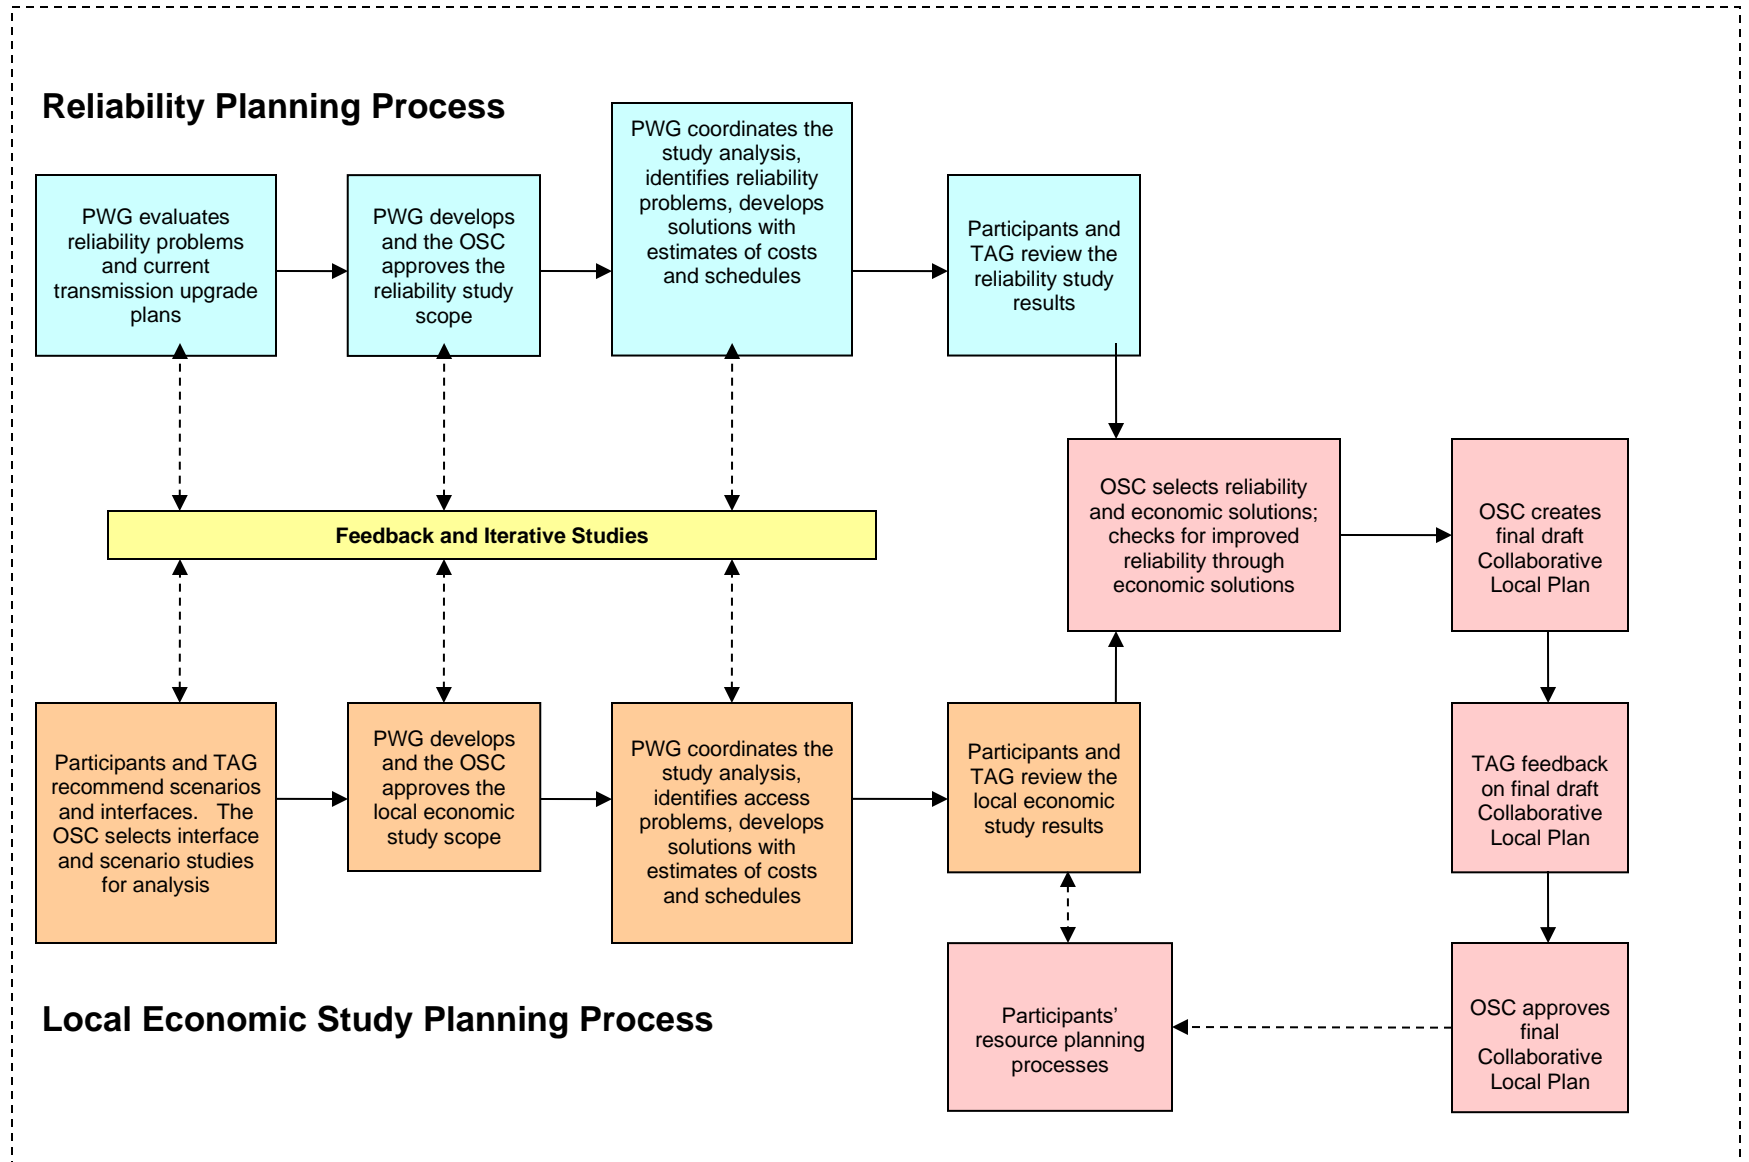 Reliability Planning Process
PWG evaluates
reliability problems
and current
transmission upgrade
plans
PWG develops
and the OSC
approves the
reliability study
scope
PWG coordinates the
study analysis,
identifies reliability
problems, develops
solutions with
estimates of costs
and schedules
Participants and
TAG review the
reliability study
results
Feedback and Iterative Studies
OSC selects reliability
and economic solutions;
checks for improved
reliability through
economic solutions
OSC creates
final draft
Collaborative
Local Plan
Participants and TAG
recommend scenarios
and interfaces. The
OSC selects interface
and scenario studies
for analysis
PWG develops
and the OSC
approves the
local economic
study scope
PWG coordinates the
study analysis,
identifies access
problems, develops
solutions with
estimates of costs
and schedules
Participants and
TAG review the
local economic
study results
TAG feedback
on final draft
Collaborative
Local Plan
Local Economic Study Planning Process
Participants’
resource planning
processes
OSC approves
final
Collaborative
Local Plan